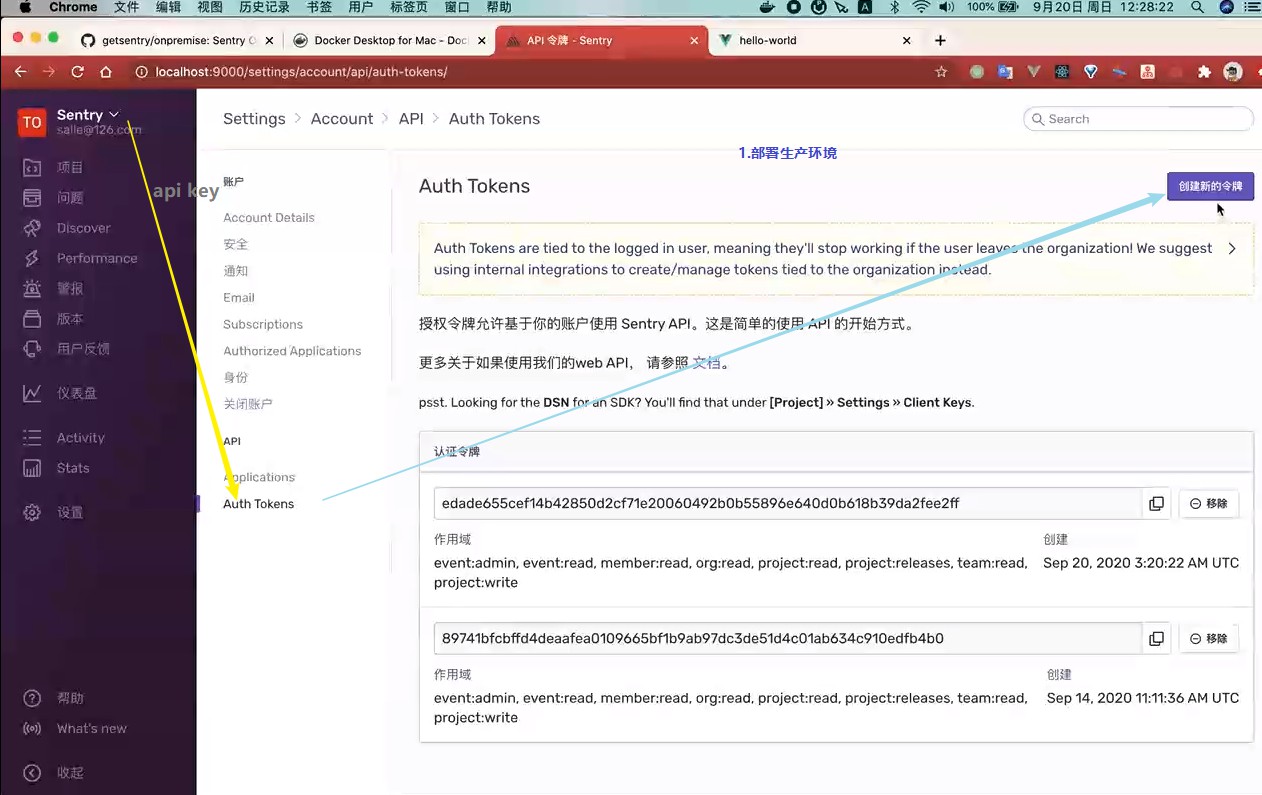 Chrome 文件 编辑 视图 历史记录 书签 用户 标签页 窗口 帮助 100% 9月20日 周日 12:28:22
getsentry/onpremise: Sentry O
Docker Desktop for Mac - Doc
API 令牌 - Sentry
hello-world
localhost:9000/settings/account/api/auth-tokens/
TO
Sentry
salle@126.com
项目
问题
Discover
Performance
警报
版本
用户反馈
仪表盘
Activity
Stats
设置
帮助
What's new
收起
api key
Settings > Account > API > Auth Tokens
Search
1.部署生产环境
账户
Account Details
安全
通知
Email
Subscriptions
Authorized Applications
身份
关闭账户
API
Applications
Auth Tokens
Auth Tokens
创建新的令牌
Auth Tokens are tied to the logged in user, meaning they'll stop working if the user leaves the organization! We suggest
using internal integrations to create/manage tokens tied to the organization instead.
授权令牌允许基于你的账户使用 Sentry API。这是简单的使用 API 的开始方式。
更多关于如果使用我们的web API， 请参照 文档。
psst. Looking for the DSN for an SDK? You'll find that under [Project] » Settings » Client Keys.
认证令牌
edade655cef14b42850d2cf71e20060492b0b55896e640d0b618b39da2fee2ff
移除
作用域
创建
event:admin, event:read, member:read, org:read, project:read, project:releases, team:read,
project:write
Sep 20, 2020 3:20:22 AM UTC
89741bfcbffd4deaafea0109665bf1b9ab97dc3de51d4c01ab634c910edfb4b0
移除
作用域
创建
event:admin, event:read, member:read, org:read, project:read, project:releases, team:read,
project:write
Sep 14, 2020 11:11:36 AM UTC